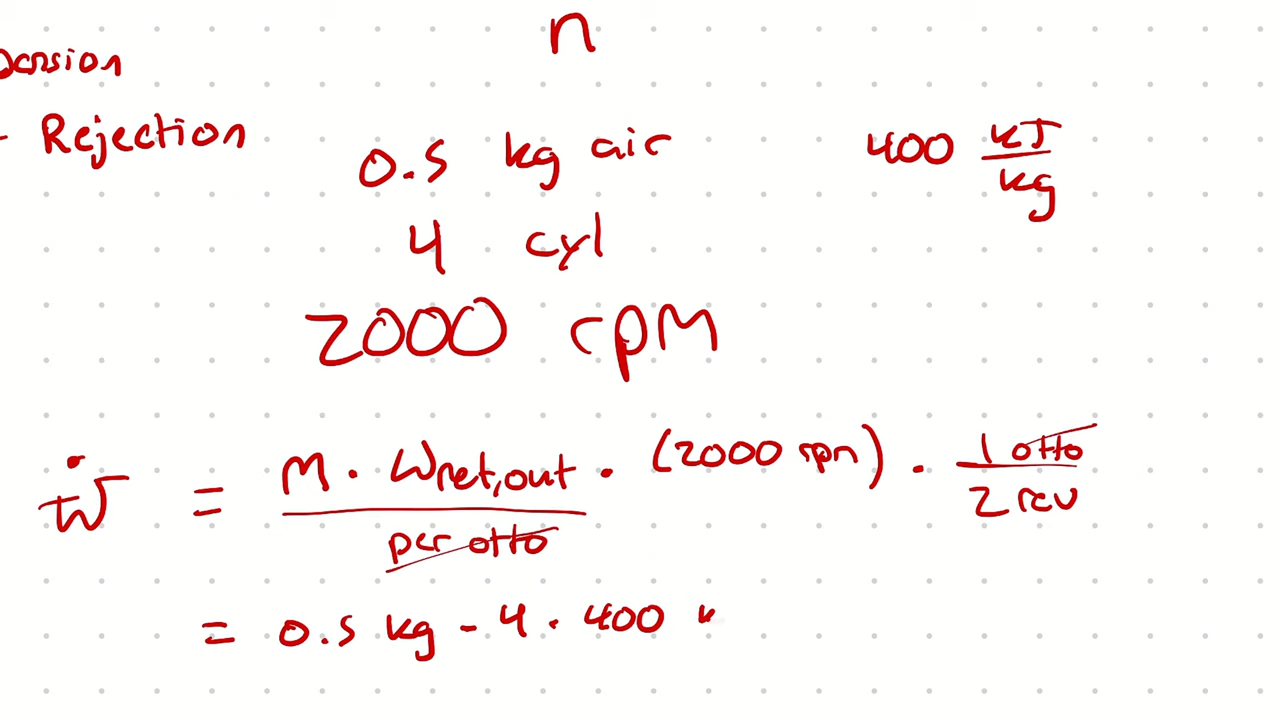 n
Rejection
0.5 kg air
400 kJ/kg
4 cyl
2000 rpm
Ẇ = m · wnet,out / per otto · (2000 rpm) · 1 otto / 2 rev
= 0.5 kg · 4 · 400